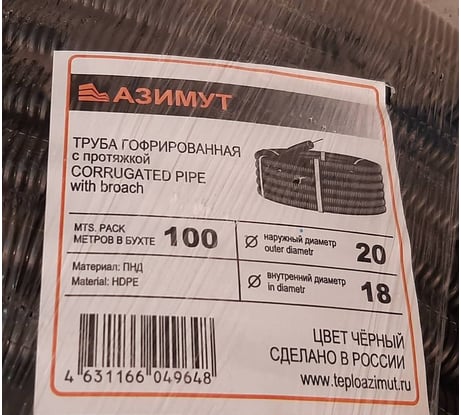 АЗИМУТ
ТРУБА ГОФРИРОВАННАЯ
с протяжкой
CORRUGATED PIPE
with broach
MTS. PACK
МЕТРОВ В БУХТЕ 100
наружный диаметр
outer diametr 20
Материал: ПНД
Material: HDPE
внутренний диаметр
in diametr 18
ЦВЕТ ЧЁРНЫЙ
СДЕЛАНО В РОССИИ
www.teploazimut.ru
4 631166 049648